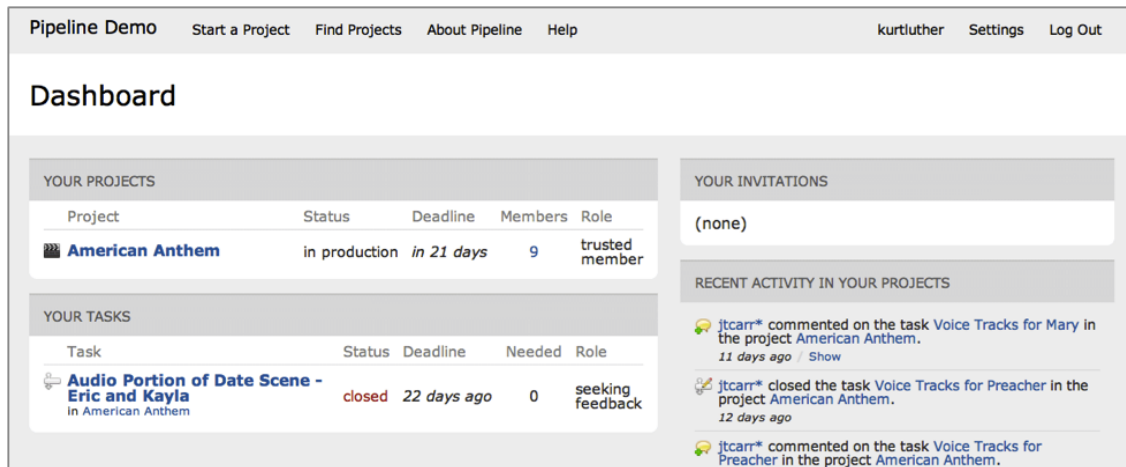 Pipeline Demo Start a Project Find Projects About Pipeline Help kurtluther Settings Log Out
Dashboard
YOUR PROJECTS
Project Status Deadline Members Role
American Anthem in production in 21 days 9 trusted
member
YOUR TASKS
Task Status Deadline Needed Role
Audio Portion of Date Scene -
Eric and Kayla closed 22 days ago 0 seeking
feedback
in American Anthem
YOUR INVITATIONS
(none)
RECENT ACTIVITY IN YOUR PROJECTS
jtcarr* commented on the task Voice Tracks for Mary in
the project American Anthem.
11 days ago / Show
jtcarr* closed the task Voice Tracks for Preacher in the
project American Anthem.
12 days ago
jtcarr* commented on the task Voice Tracks for
Preacher in the project American Anthem.